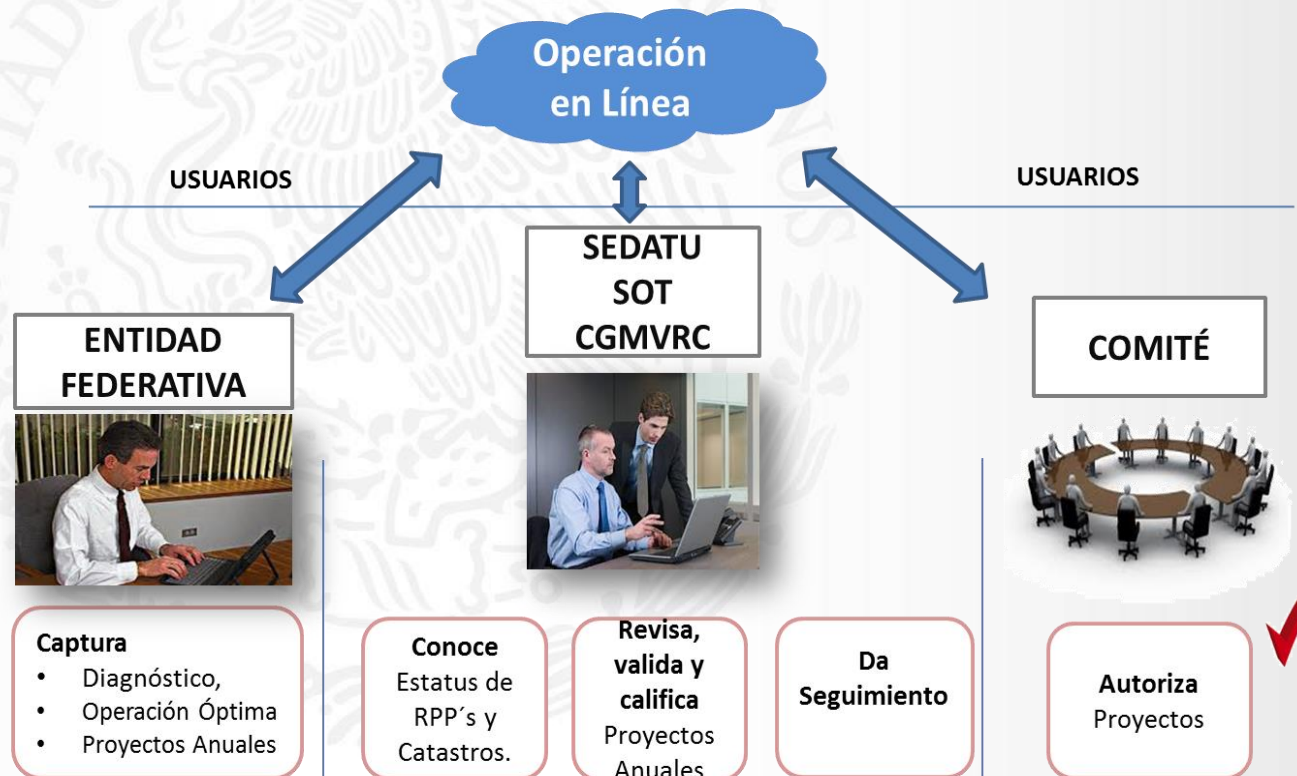 Operación
en Línea
USUARIOS
USUARIOS
ENTIDAD
FEDERATIVA
SEDATU
SOT
CGMVRC
COMITÉ
Captura
• Diagnóstico,
• Operación Óptima
• Proyectos Anuales
Conoce
Estatus de
RPP´s y
Catastros.
Revisa,
valida y
califica
Proyectos
Anuales
Da
Seguimiento
Autoriza
Proyectos